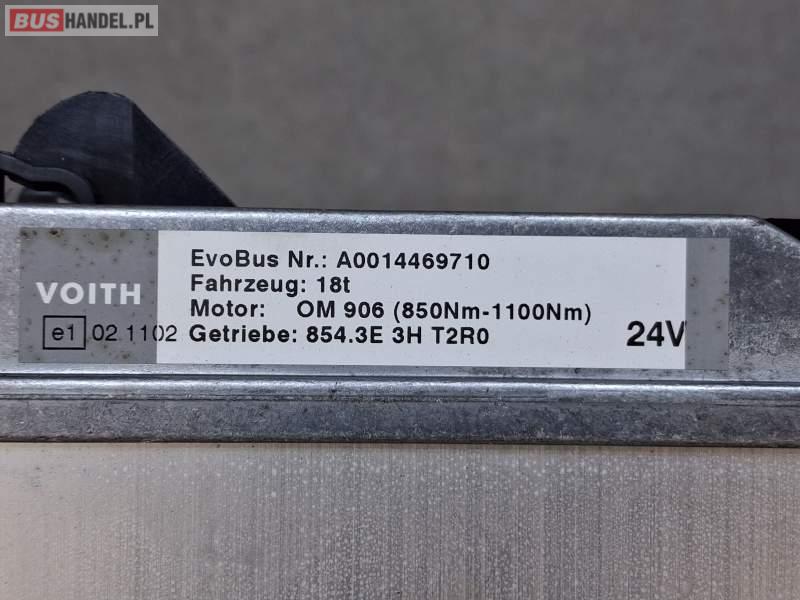 BUSHANDEL.PL
EvoBus Nr.: A0014469710
Fahrzeug: 18t
VOITH
Motor: OM 906 (850Nm-1100Nm)
e1 02 1102
Getriebe: 854.3E 3H T2R0
24V